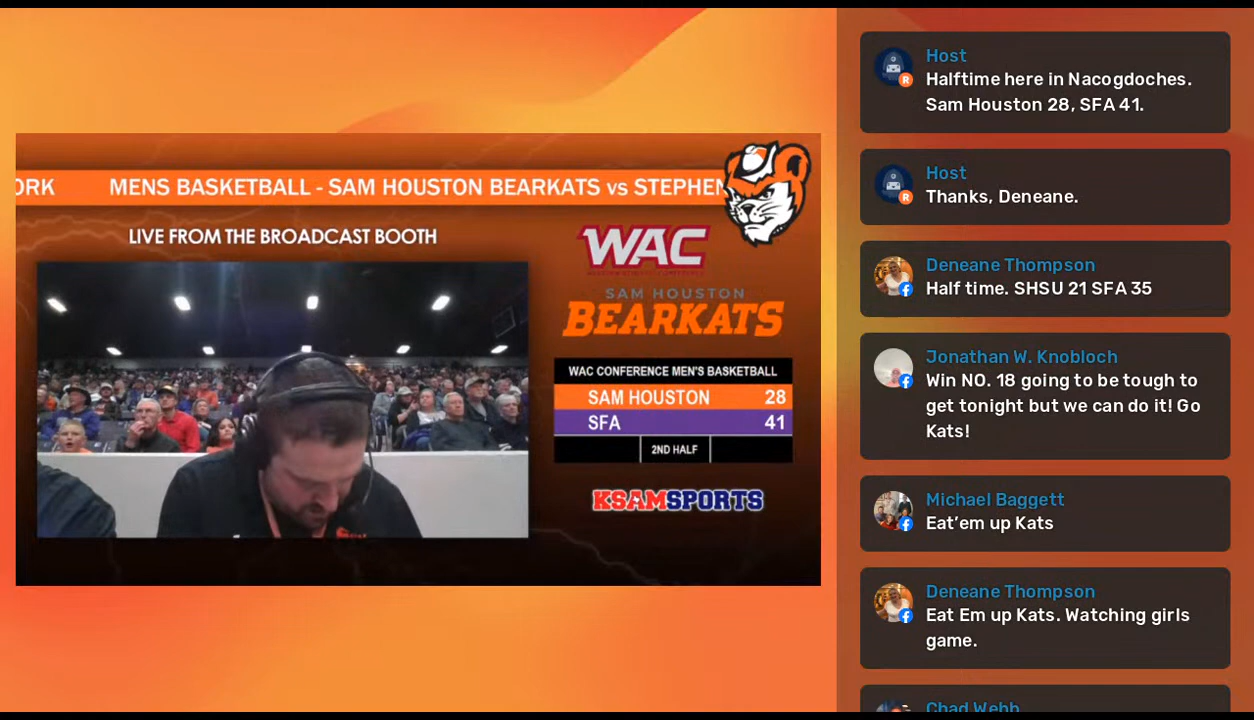 ORK MENS BASKETBALL - SAM HOUSTON BEARKATS vs STEPHEN
LIVE FROM THE BROADCAST BOOTH
WAC
SAM HOUSTON
BEARKATS
WAC CONFERENCE MEN'S BASKETBALL
SAM HOUSTON 28
SFA 41
2ND HALF
KSAMSPORTS
Host
Halftime here in Nacogdoches.
Sam Houston 28, SFA 41.
Host
Thanks, Deneane.
Deneane Thompson
Half time. SHSU 21 SFA 35
Jonathan W. Knobloch
Win NO. 18 going to be tough to
get tonight but we can do it! Go
Kats!
Michael Baggett
Eat’em up Kats
Deneane Thompson
Eat Em up Kats. Watching girls
game.
Chad Webb